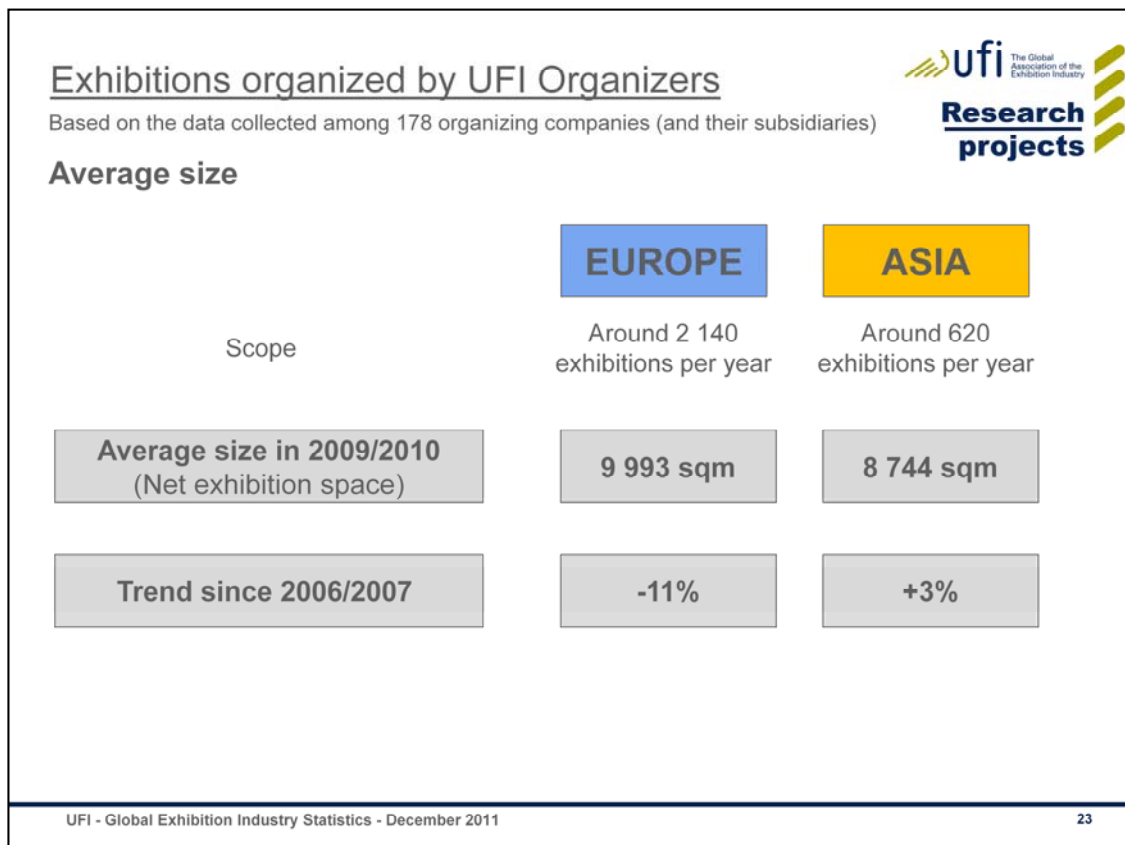 Exhibitions organized by UFI Organizers
Based on the data collected among 178 organizing companies (and their subsidiaries)
ufi
The Global
Association of the
Exhibition Industry
Research
projects
Average size
EUROPE
ASIA
Scope
Around 2 140
exhibitions per year
Around 620
exhibitions per year
Average size in 2009/2010
(Net exhibition space)
9 993 sqm
8 744 sqm
Trend since 2006/2007
-11%
+3%
UFI - Global Exhibition Industry Statistics - December 2011
23